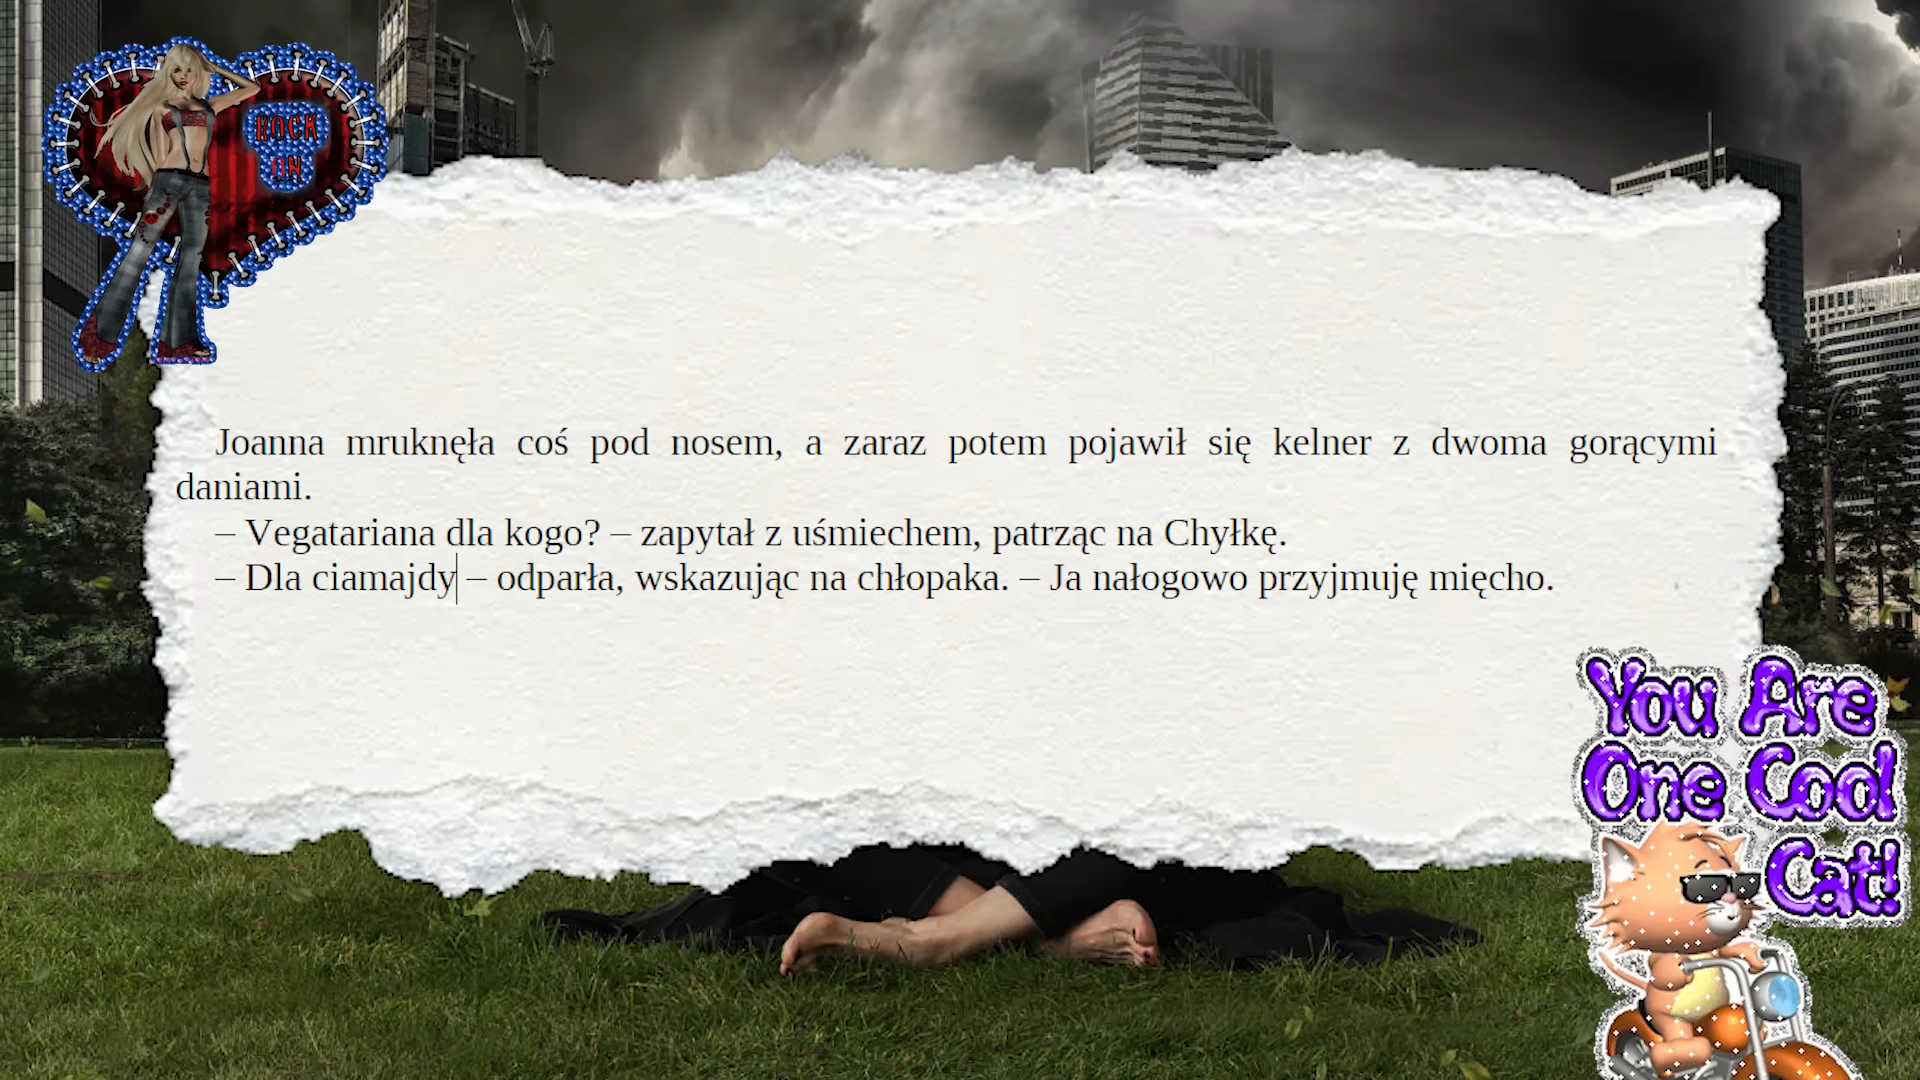 ROCK
ON
Joanna mruknęła coś pod nosem, a zaraz potem pojawił się kelner z dwoma gorącymi
daniami.
– Vegatariana dla kogo? – zapytał z uśmiechem, patrząc na Chyłkę.
– Dla ciamajdy – odparła, wskazując na chłopaka. – Ja nałogowo przyjmuję mięcho.
You Are
One Cool
Cat!